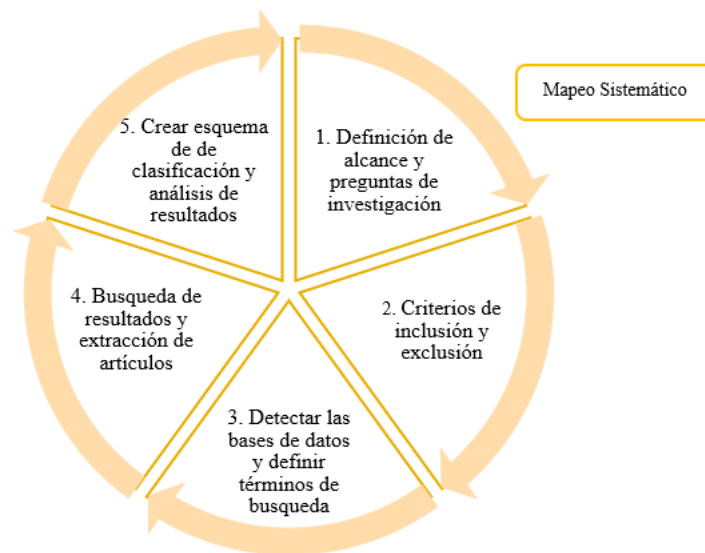 Mapeo Sistemático
1. Definición de
alcance y
preguntas de
investigación
2. Criterios de
inclusión y
exclusión
3. Detectar las
bases de datos
y definir
términos de
busqueda
4. Busqueda de
resultados y
extracción de
artículos
5. Crear esquema
de de
clasificación y
análisis de
resultados